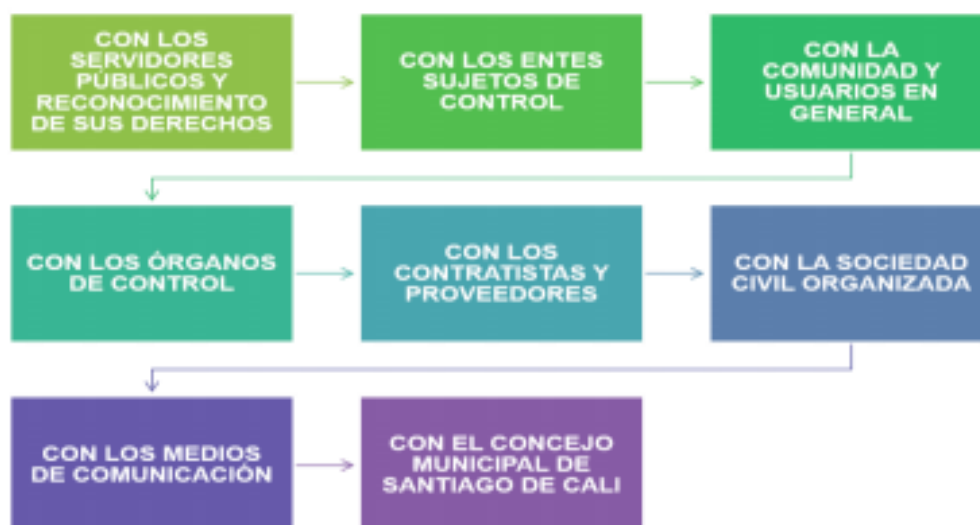 CON LOS
SERVIDORES
PÚBLICOS Y
RECONOCIMIENTO
DE SUS DERECHOS
CON LOS ENTES
SUJETOS DE
CONTROL
CON LA
COMUNIDAD Y
USUARIOS EN
GENERAL
CON LOS ÓRGANOS
DE CONTROL
CON LOS
CONTRATISTAS Y
PROVEEDORES
CON LA SOCIEDAD
CIVIL ORGANIZADA
CON LOS MEDIOS
DE COMUNICACIÓN
CON EL CONCEJO
MUNICIPAL DE
SANTIAGO DE CALI